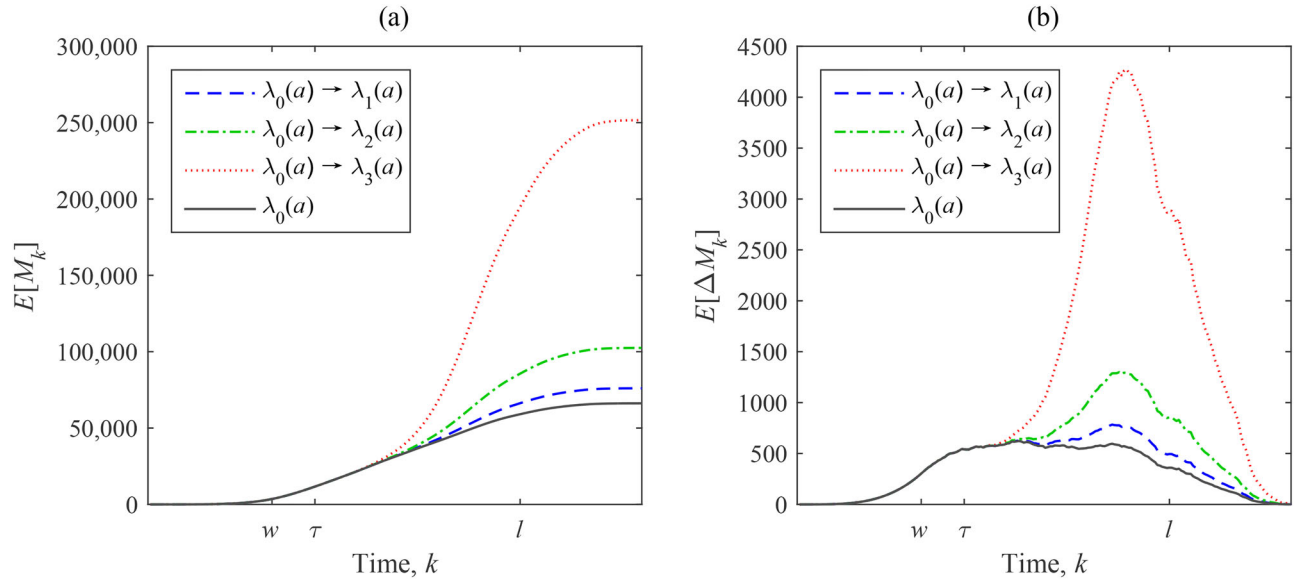 (a)
300,000
250,000
200,000
150,000
100,000
50,000
0
E[M_k]
λ_0(a) → λ_1(a)
λ_0(a) → λ_2(a)
λ_0(a) → λ_3(a)
λ_0(a)
w
τ
l
Time, k
(b)
4500
4000
3500
3000
2500
2000
1500
1000
500
0
E[ΔM_k]
λ_0(a) → λ_1(a)
λ_0(a) → λ_2(a)
λ_0(a) → λ_3(a)
λ_0(a)
w
τ
l
Time, k